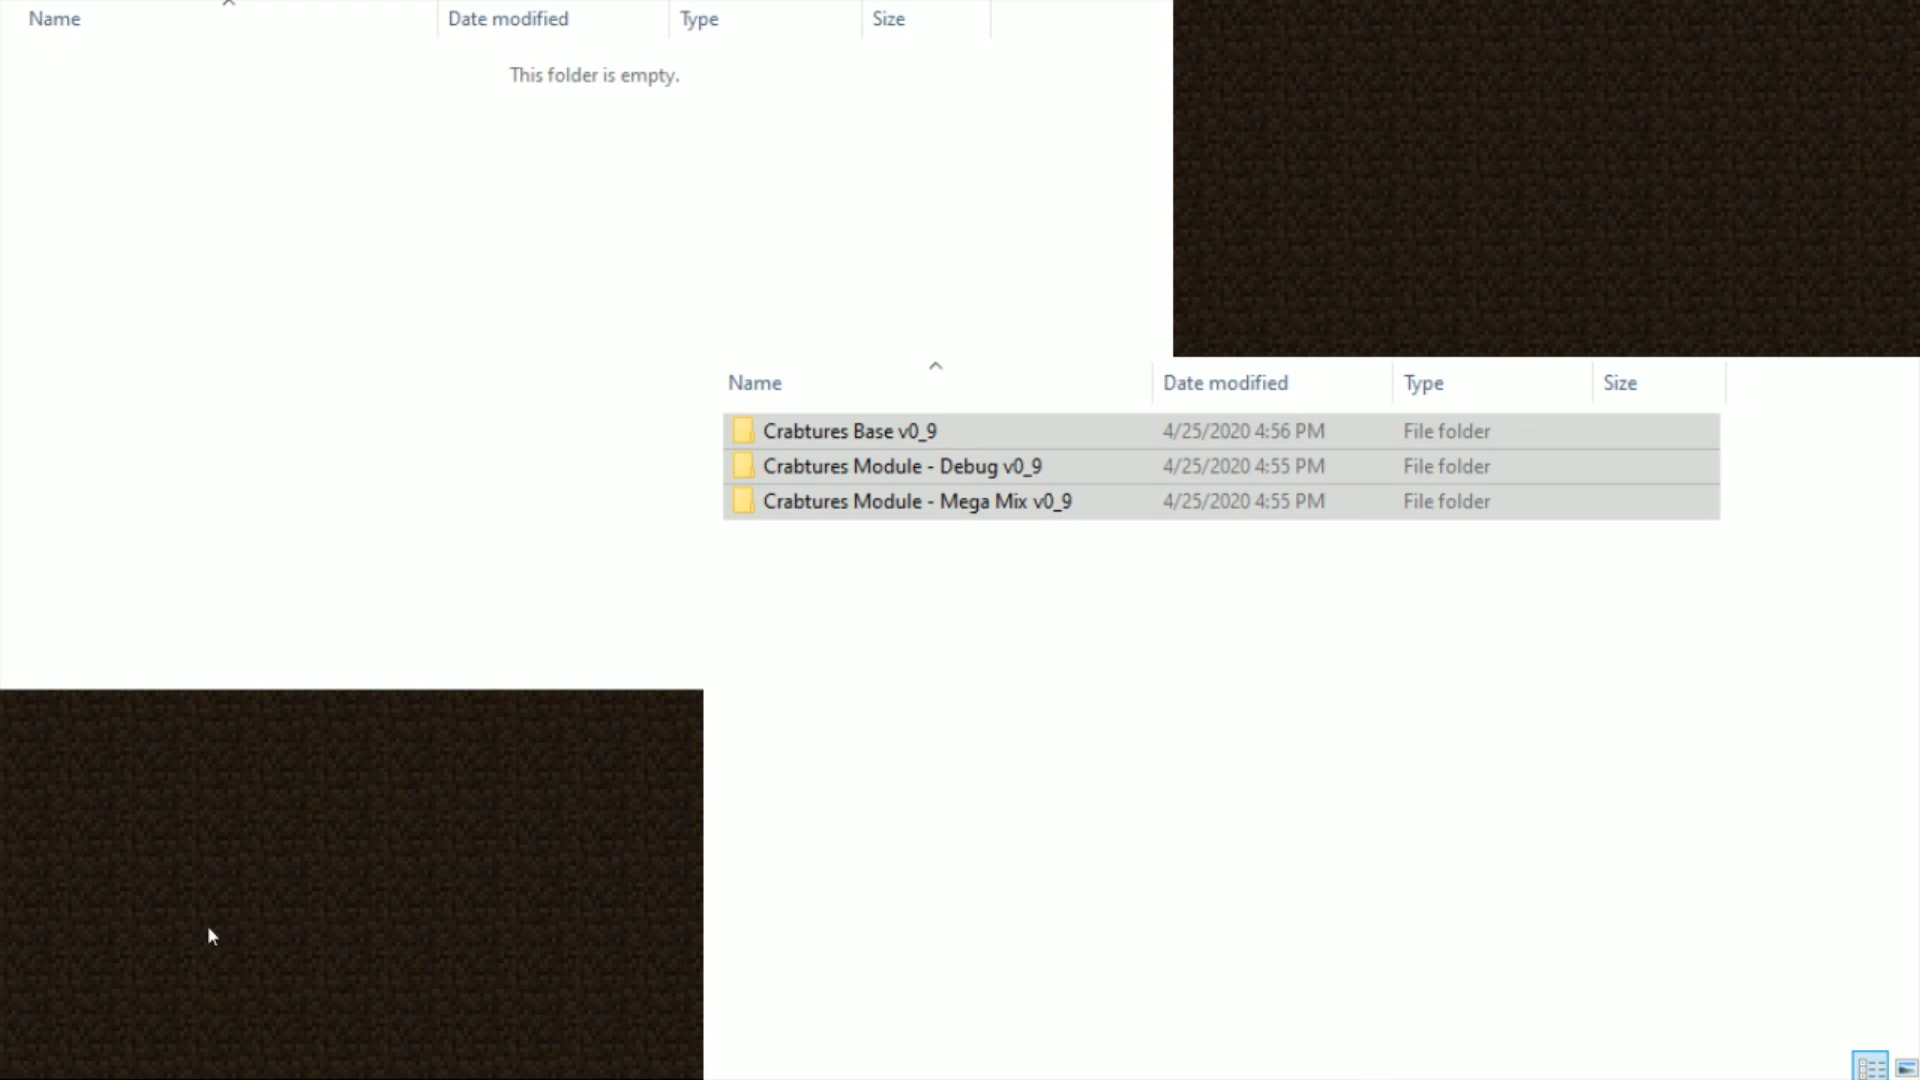 Name Date modified Type Size
This folder is empty.
Name Date modified Type Size
Crabtures Base v0_9 4/25/2020 4:56 PM File folder
Crabtures Module - Debug v0_9 4/25/2020 4:55 PM File folder
Crabtures Module - Mega Mix v0_9 4/25/2020 4:55 PM File folder